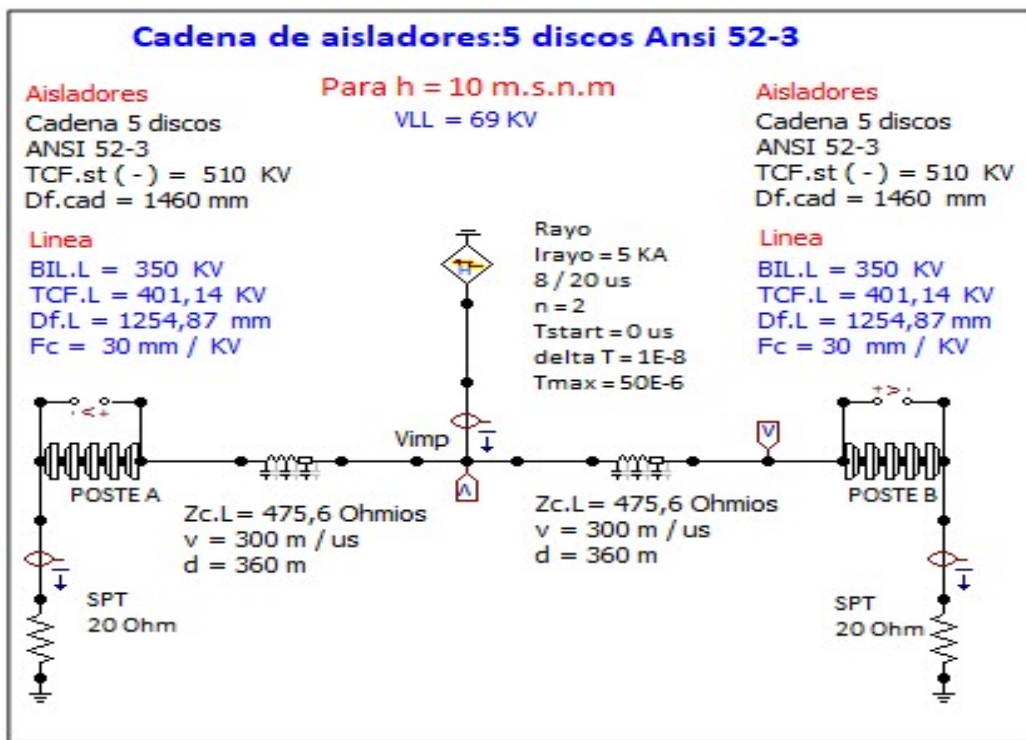 Cadena de aisladores:5 discos Ansi 52-3
Para h = 10 m.s.n.m
VLL = 69 KV
Aisladores
Cadena 5 discos
ANSI 52-3
TCF.st ( - ) = 510 KV
Df.cad = 1460 mm
Linea
BIL.L = 350 KV
TCF.L = 401,14 KV
Df.L = 1254,87 mm
Fc = 30 mm / KV
Rayo
Irayo = 5 KA
8 / 20 us
n = 2
Tstart = 0 us
delta T = 1E-8
Tmax = 50E-6
Aisladores
Cadena 5 discos
ANSI 52-3
TCF.st ( - ) = 510 KV
Df.cad = 1460 mm
Linea
BIL.L = 350 KV
TCF.L = 401,14 KV
Df.L = 1254,87 mm
Fc = 30 mm / KV
H
- < +
+ > -
Vimp
V
POSTE A
POSTE B
Zc.L = 475,6 Ohmios
v = 300 m / us
d = 360 m
Zc.L = 475,6 Ohmios
v = 300 m / us
d = 360 m
SPT
20 Ohm
SPT
20 Ohm